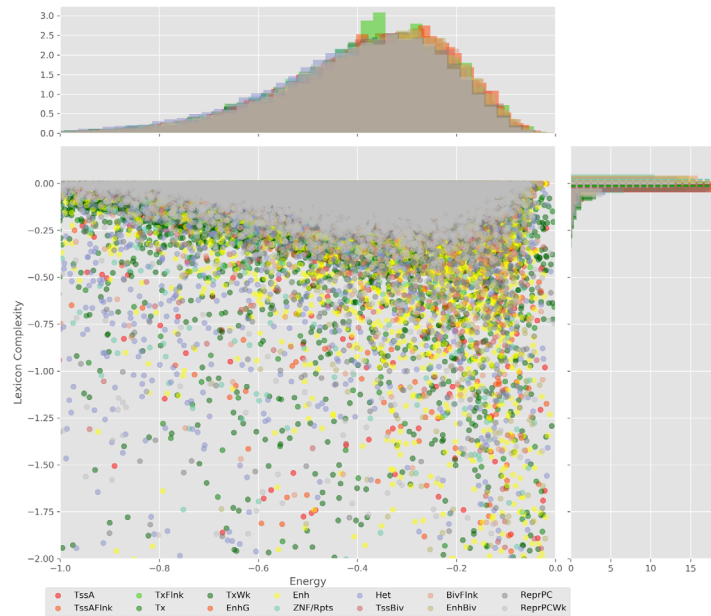 3.0
2.5
2.0
1.5
1.0
0.5
0.0
0.00
−0.25
−0.50
−0.75
−1.00
−1.25
−1.50
−1.75
−2.00
Lexicon Complexity
−1.0 −0.8 −0.6 −0.4 −0.2 0.0
0 5 10 15
Energy
TssA TxFlnk TxWk Enh Het BivFlnk ReprPC
TssAFlnk Tx EnhG ZNF/Rpts TssBiv EnhBiv ReprPCWk